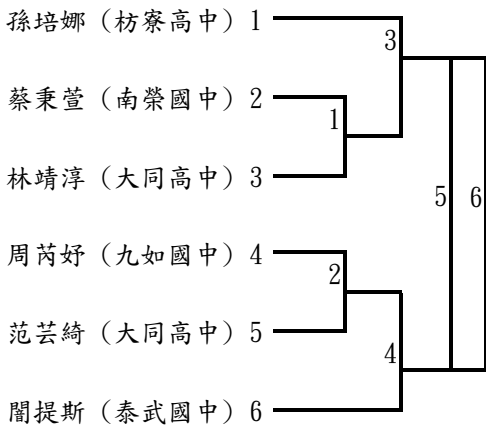 孫培娜（枋寮高中）1
3
蔡秉萱（南榮國中）2
1
林靖淳（大同高中）3
5 6
周芮妤（九如國中）4
2
范芸綺（大同高中）5
4
闇提斯（泰武國中）6